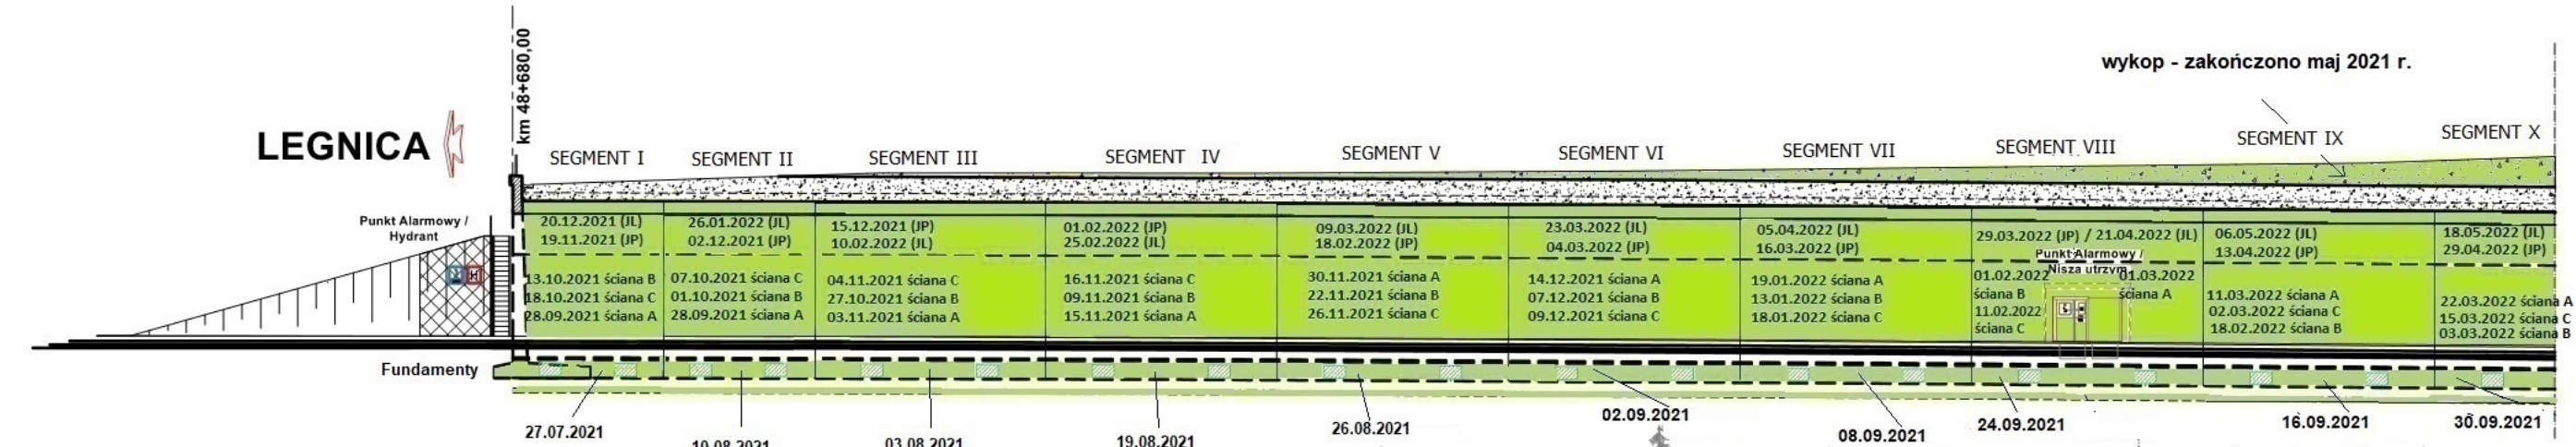 km 48+680,00
wykop - zakończono maj 2021 r.
LEGNICA
SEGMENT I
SEGMENT II
SEGMENT III
SEGMENT IV
SEGMENT V
SEGMENT VI
SEGMENT VII
SEGMENT VIII
SEGMENT IX
SEGMENT X
Punkt Alarmowy /
Hydrant
20.12.2021 (JL)
19.11.2021 (JP)
13.10.2021 ściana B
18.10.2021 ściana C
28.09.2021 ściana A
26.01.2022 (JL)
02.12.2021 (JP)
07.10.2021 ściana C
01.10.2021 ściana B
28.09.2021 ściana A
15.12.2021 (JP)
10.02.2022 (JL)
04.11.2021 ściana C
27.10.2021 ściana B
03.11.2021 ściana A
01.02.2022 (JP)
25.02.2022 (JL)
16.11.2021 ściana C
09.11.2021 ściana B
15.11.2021 ściana A
09.03.2022 (JL)
18.02.2022 (JP)
30.11.2021 ściana A
22.11.2021 ściana B
26.11.2021 ściana C
23.03.2022 (JL)
04.03.2022 (JP)
14.12.2021 ściana A
07.12.2021 ściana B
09.12.2021 ściana C
05.04.2022 (JL)
16.03.2022 (JP)
19.01.2022 ściana A
13.01.2022 ściana B
18.01.2022 ściana C
29.03.2022 (JP) / 21.04.2022 (JL)
Punkt Alarmowy /
Nisza utrzym.
01.02.2022
ściana B
11.02.2022
ściana C
01.03.2022
ściana A
06.05.2022 (JL)
13.04.2022 (JP)
11.03.2022 ściana A
02.03.2022 ściana C
18.02.2022 ściana B
18.05.2022 (JL)
29.04.2022 (JP)
22.03.2022 ściana A
15.03.2022 ściana C
03.03.2022 ściana B
Fundamenty
27.07.2021
10.08.2021
03.08.2021
19.08.2021
26.08.2021
02.09.2021
08.09.2021
24.09.2021
16.09.2021
30.09.2021